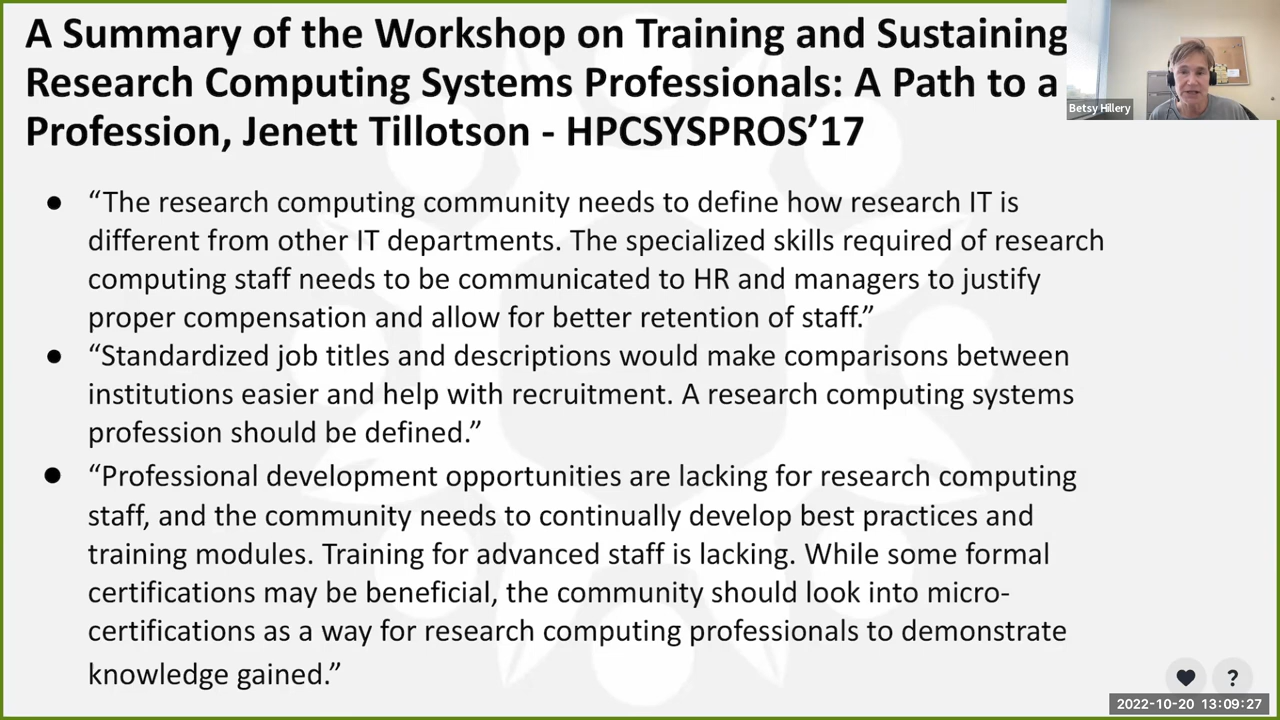 A Summary of the Workshop on Training and Sustaining
Research Computing Systems Professionals: A Path to a
Profession, Jenett Tillotson - HPCSYSPROS’17
Betsy Hillery
● “The research computing community needs to define how research IT is
different from other IT departments. The specialized skills required of research
computing staff needs to be communicated to HR and managers to justify
proper compensation and allow for better retention of staff.”
● “Standardized job titles and descriptions would make comparisons between
institutions easier and help with recruitment. A research computing systems
profession should be defined.”
● “Professional development opportunities are lacking for research computing
staff, and the community needs to continually develop best practices and
training modules. Training for advanced staff is lacking. While some formal
certifications may be beneficial, the community should look into micro-
certifications as a way for research computing professionals to demonstrate
knowledge gained.”
?
2022-10-20 13:09:27